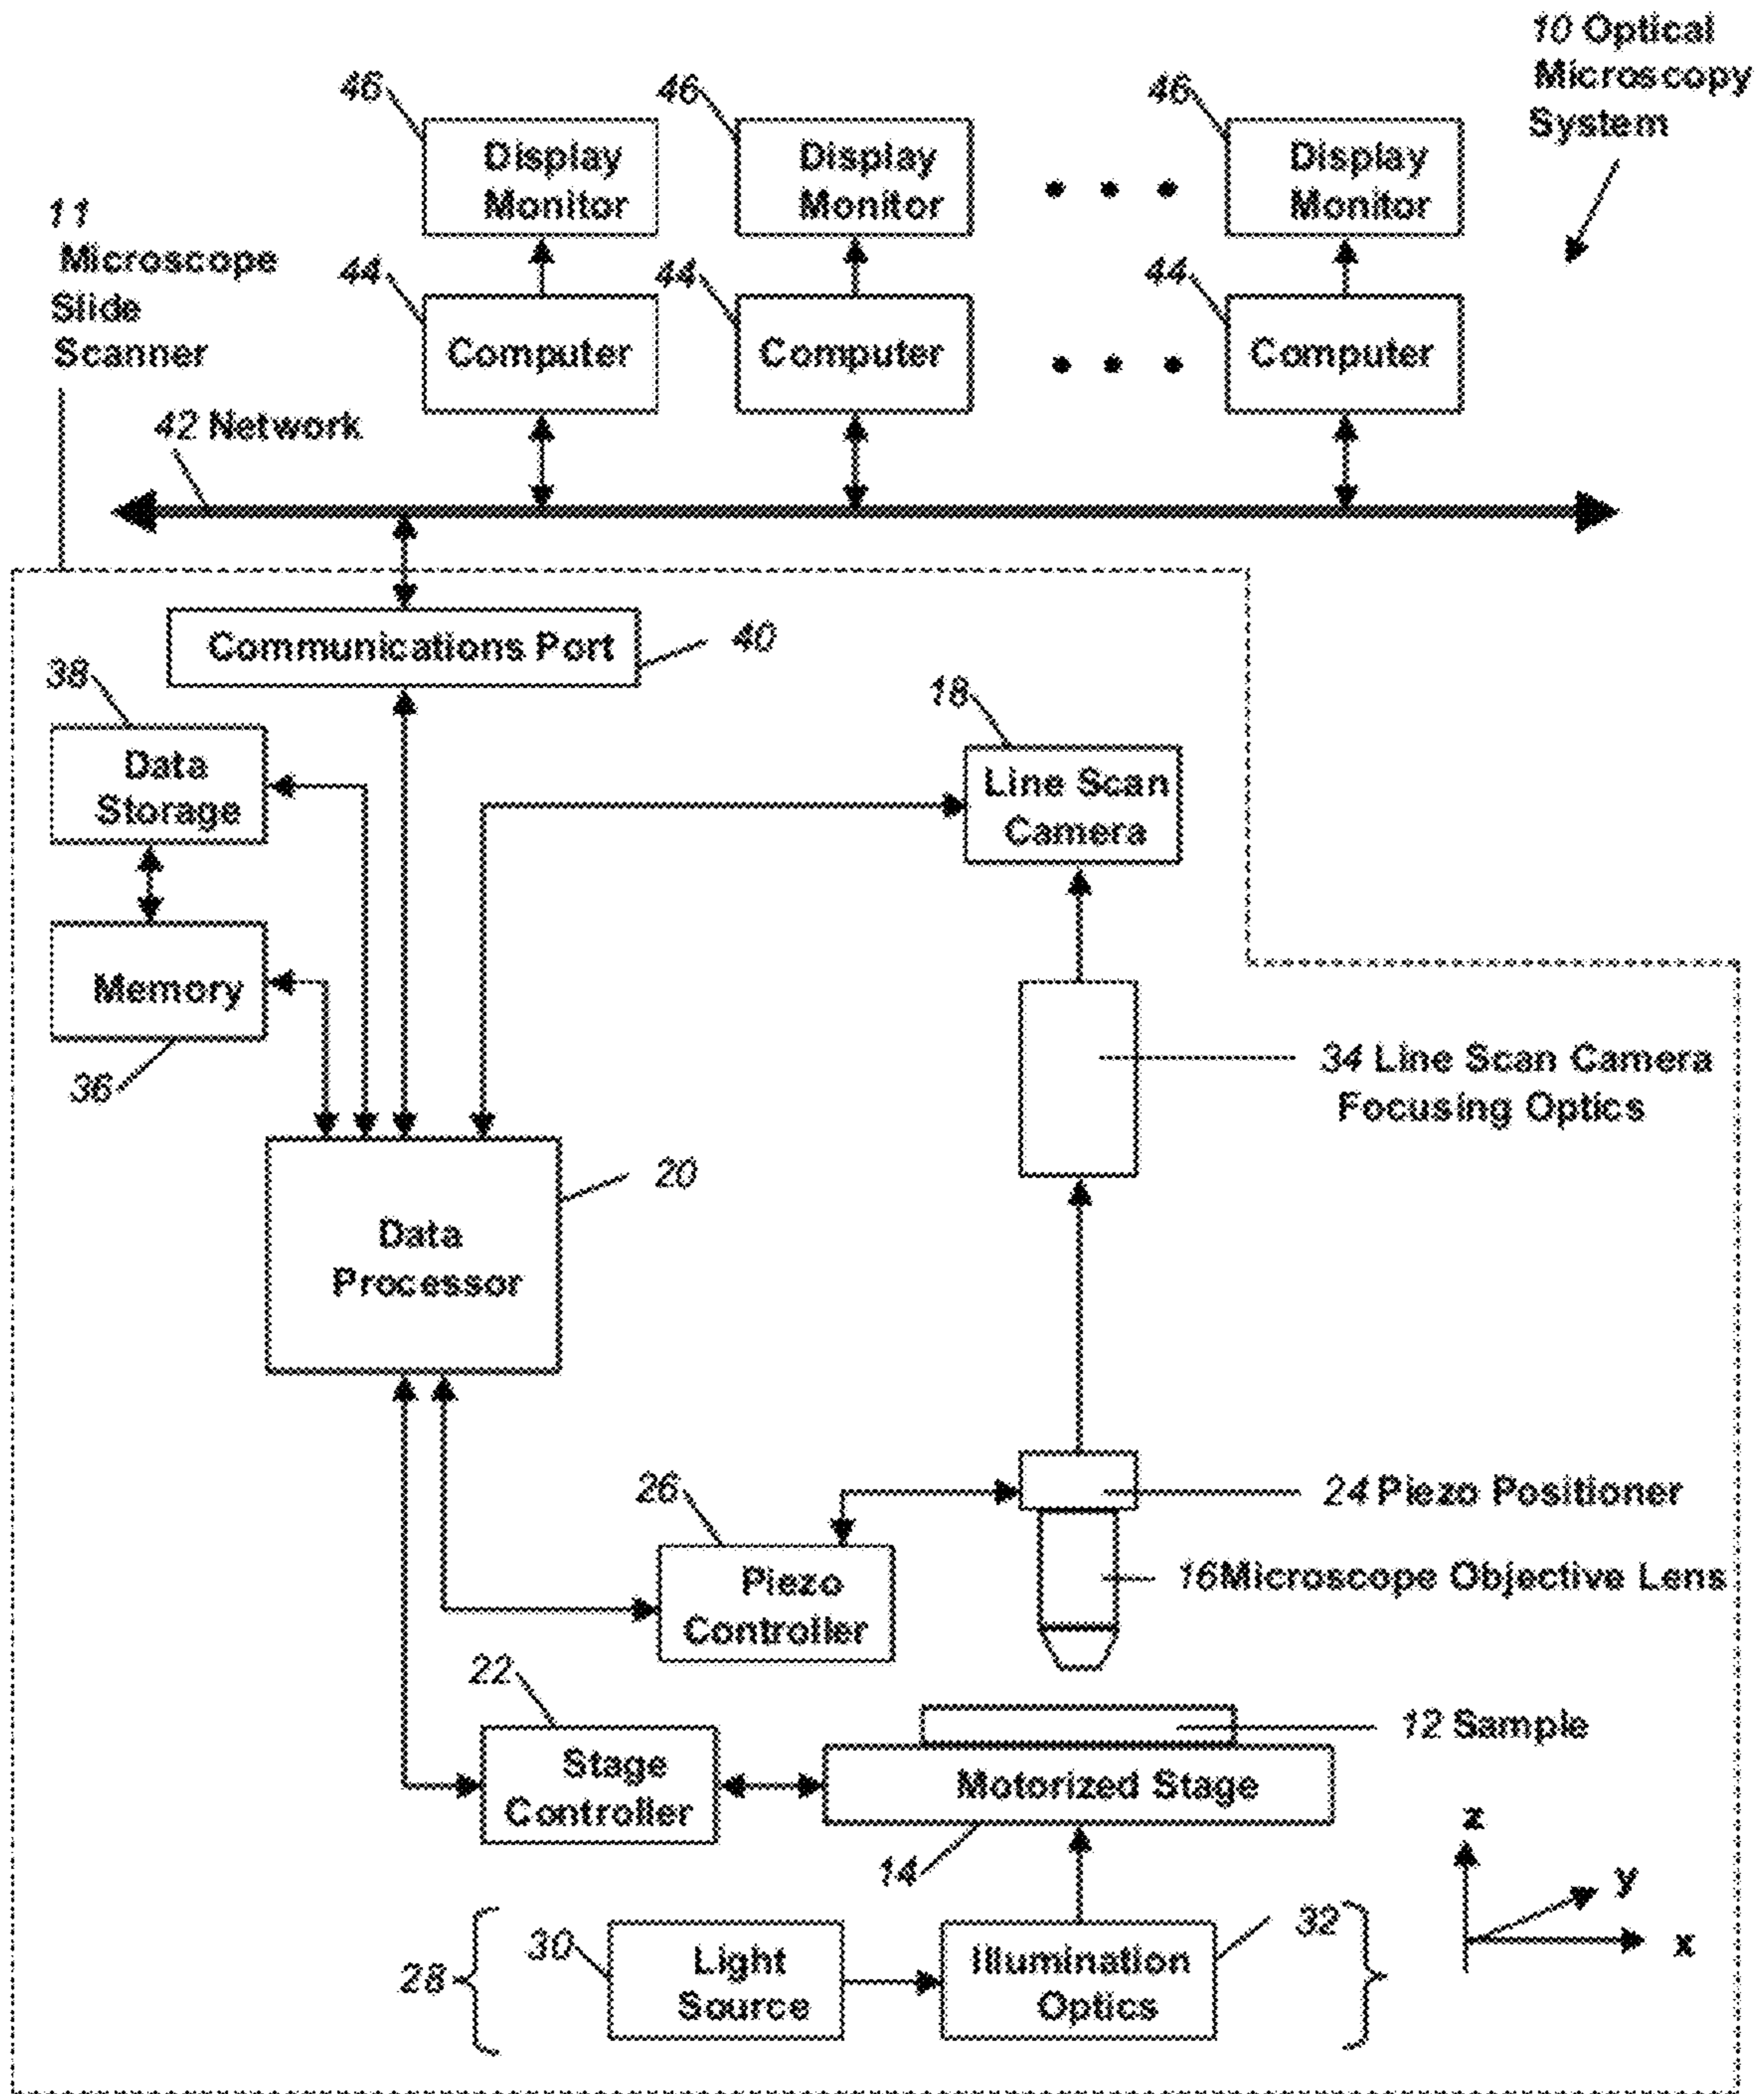 10 Optical
Microscopy
System
46 46 46
Display Display Display
Monitor Monitor Monitor
11
Microscope
Slide
Scanner
44 44 44
Computer Computer Computer
42 Network
Communications Port 40
38
Data
Storage
18
Line Scan
Camera
Memory
36
34 Line Scan Camera
Focusing Optics
20
Data
Processor
26
24 Piezo Positioner
Piezo
Controller
16 Microscope Objective Lens
22
12 Sample
Stage
Controller
Motorized Stage
14
z
y
x
28
30
Light
Source
32
Illumination
Optics